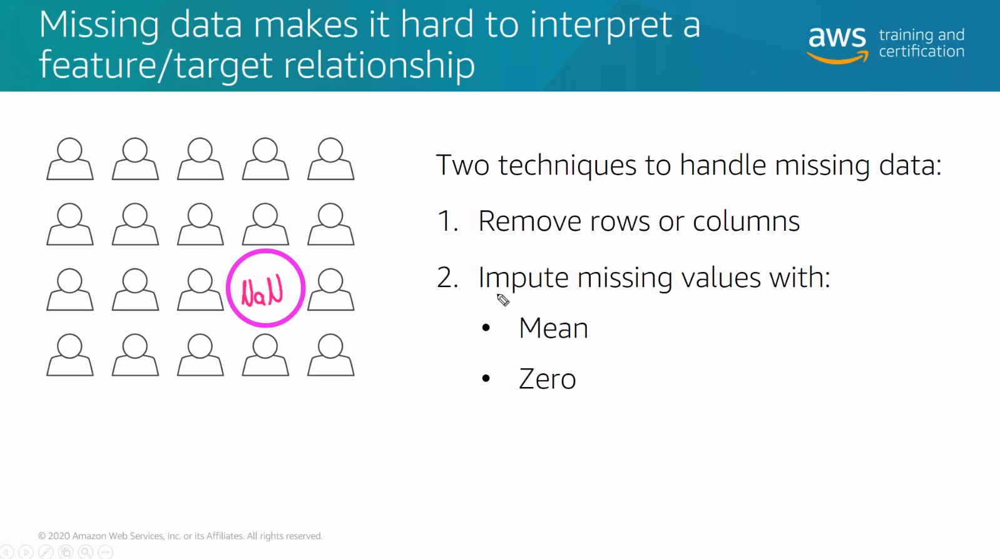 Missing data makes it hard to interpret a
feature/target relationship
aws training and
certification
Two techniques to handle missing data:
1. Remove rows or columns
2. Impute missing values with:
NaN
• Mean
• Zero
© 2020 Amazon Web Services, Inc. or its Affiliates. All rights reserved.